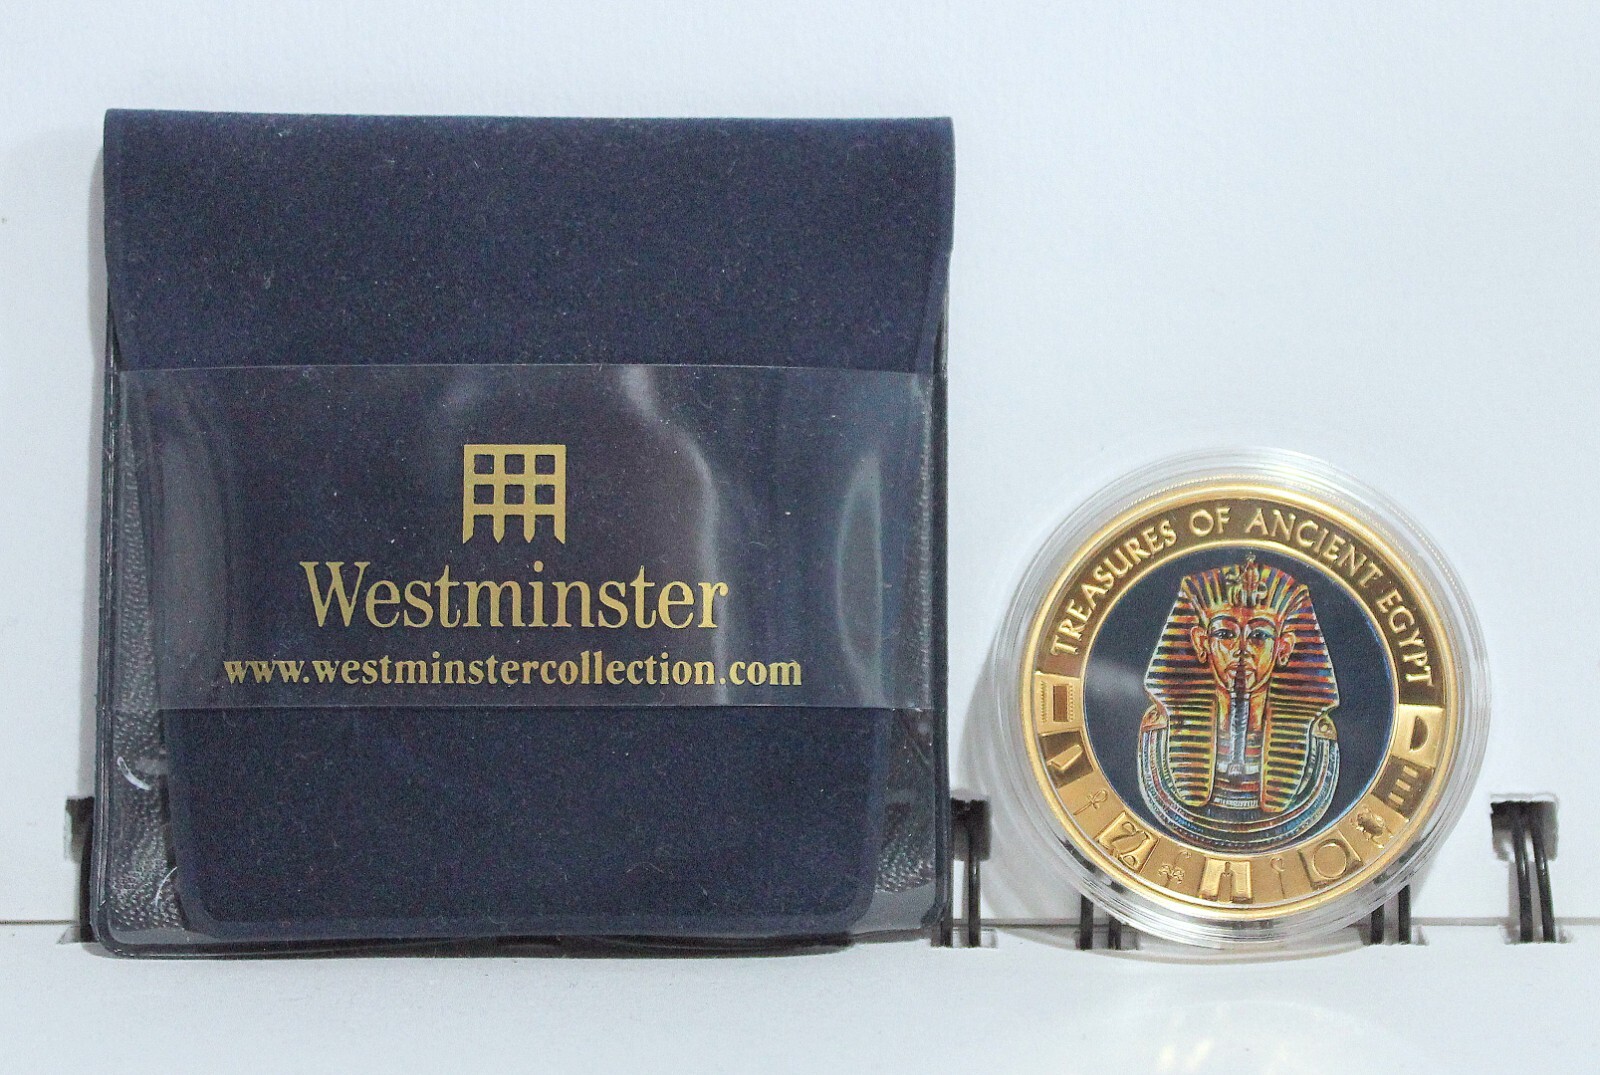 Westminster
www.westminstercollection.com
TREASURES OF ANCIENT EGYPT